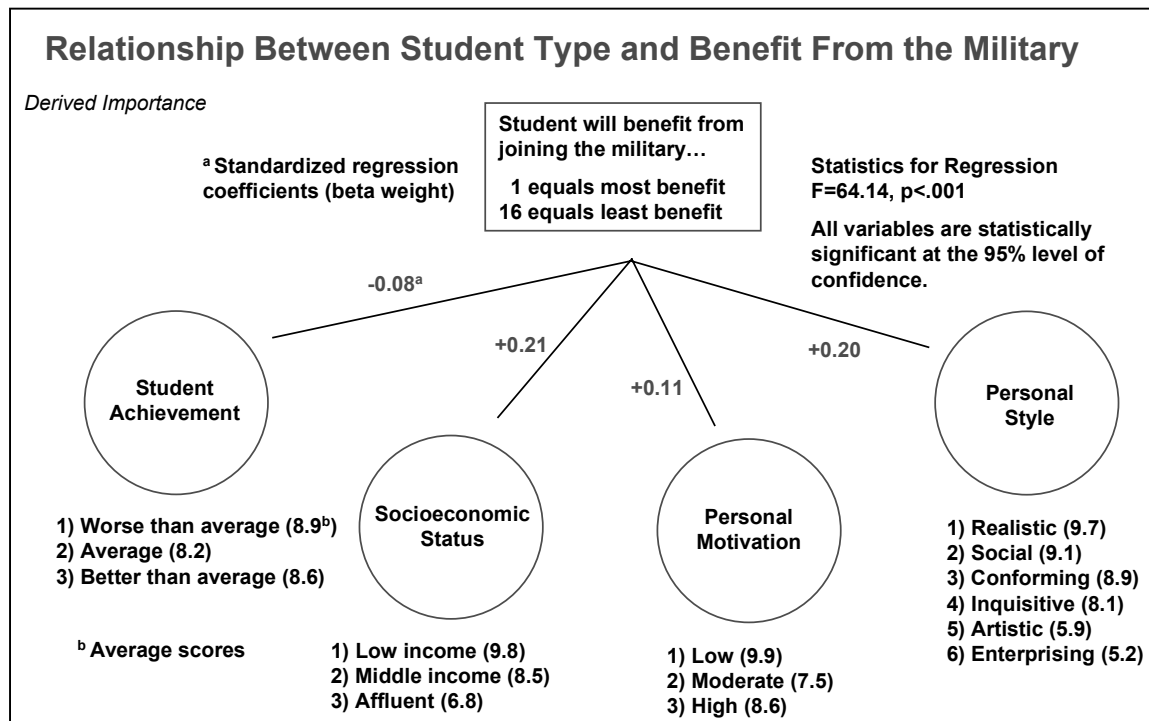 Relationship Between Student Type and Benefit From the Military
Derived Importance
Student will benefit from
joining the military…
1 equals most benefit
16 equals least benefit
ᵃ Standardized regression
coefficients (beta weight)
Statistics for Regression
F=64.14, p<.001
All variables are statistically
significant at the 95% level of
confidence.
-0.08ᵃ
+0.21
+0.11
+0.20
Student
Achievement
1) Worse than average (8.9ᵇ)
2) Average (8.2)
3) Better than average (8.6)
Socioeconomic
Status
1) Low income (9.8)
2) Middle income (8.5)
3) Affluent (6.8)
Personal
Motivation
1) Low (9.9)
2) Moderate (7.5)
3) High (8.6)
Personal
Style
1) Realistic (9.7)
2) Social (9.1)
3) Conforming (8.9)
4) Inquisitive (8.1)
5) Artistic (5.9)
6) Enterprising (5.2)
ᵇ Average scores